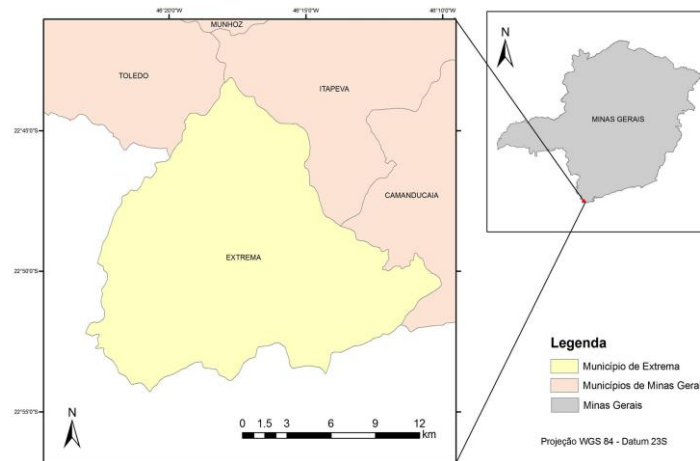 46°20'0"W
46°15'0"W
46°10'0"W
MUNHOZ
TOLEDO
ITAPEVA
22°40'0"S
CAMANDUCAIA
EXTREMA
22°50'0"S
22°55'0"S
N
0 1.5 3 6 9 12
km
N
MINAS GERAIS
Legenda
Município de Extrema
Municípios de Minas Gerai
Minas Gerais
Projeção WGS 84 - Datum 23S